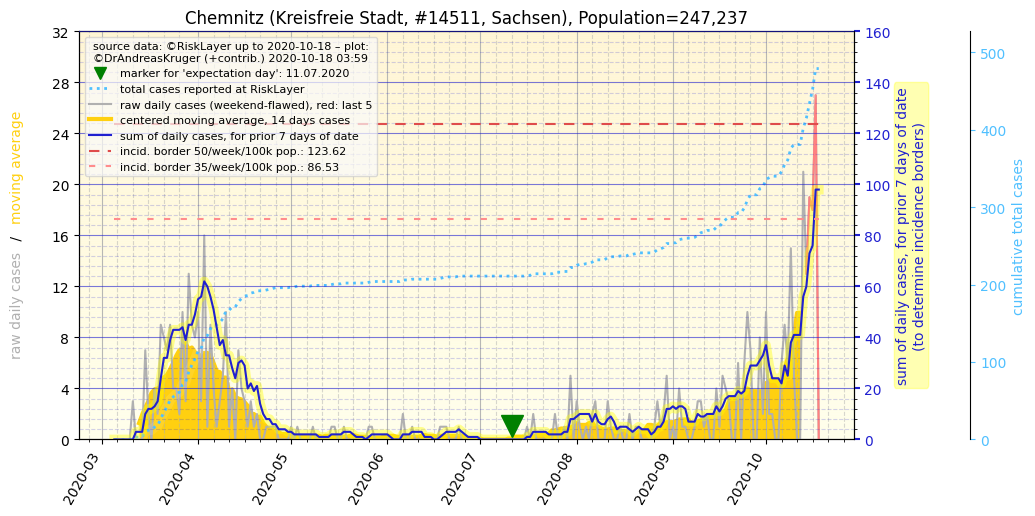 Chemnitz (Kreisfreie Stadt, #14511, Sachsen), Population=247,237
source data: ©RiskLayer up to 2020-10-18 – plot:
©DrAndreasKruger (+contrib.) 2020-10-18 03:59
marker for 'expectation day': 11.07.2020
total cases reported at RiskLayer
raw daily cases (weekend-flawed), red: last 5
centered moving average, 14 days cases
sum of daily cases, for prior 7 days of date
incid. border 50/week/100k pop.: 123.62
incid. border 35/week/100k pop.: 86.53
raw daily cases / moving average
32
28
24
20
16
12
8
4
0
2020-03
2020-04
2020-05
2020-06
2020-07
2020-08
2020-09
2020-10
160
140
120
100
80
60
40
20
0
sum of daily cases, for prior 7 days of date
(to determine incidence borders)
500
400
300
200
100
0
cumulative total cases